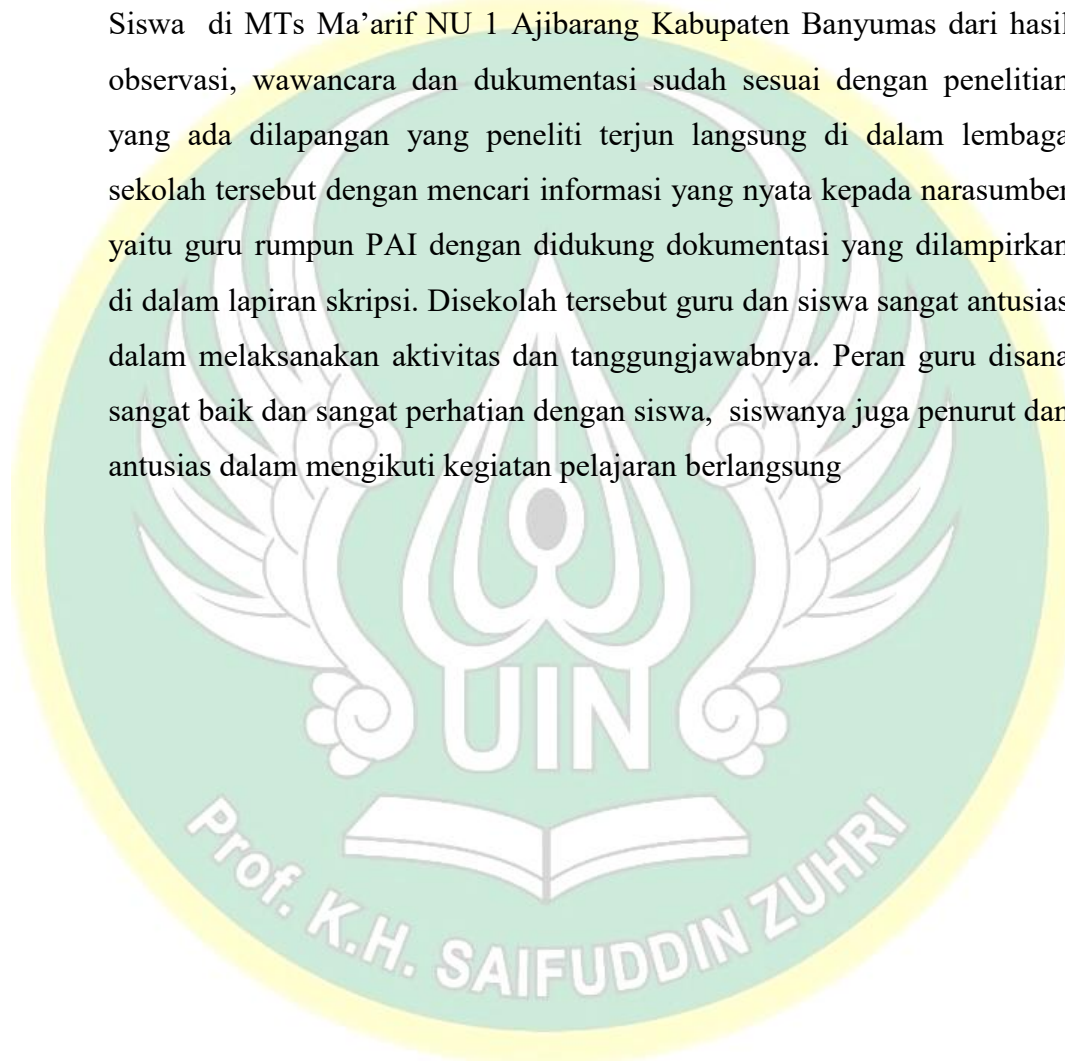 Siswa  di MTs Ma’arif NU 1 Ajibarang Kabupaten Banyumas dari hasil
observasi, wawancara dan dukumentasi sudah sesuai dengan penelitian
yang ada dilapangan yang peneliti terjun langsung di dalam lembaga
sekolah tersebut dengan mencari informasi yang nyata kepada narasumber
yaitu guru rumpun PAI dengan didukung dokumentasi yang dilampirkan
di dalam lapiran skripsi. Disekolah tersebut guru dan siswa sangat antusias
dalam melaksanakan aktivitas dan tanggungjawabnya. Peran guru disana
sangat baik dan sangat perhatian dengan siswa,  siswanya juga penurut dan
antusias dalam mengikuti kegiatan pelajaran berlangsung
UIN
Prof. K.H. SAIFUDDIN ZUHRI